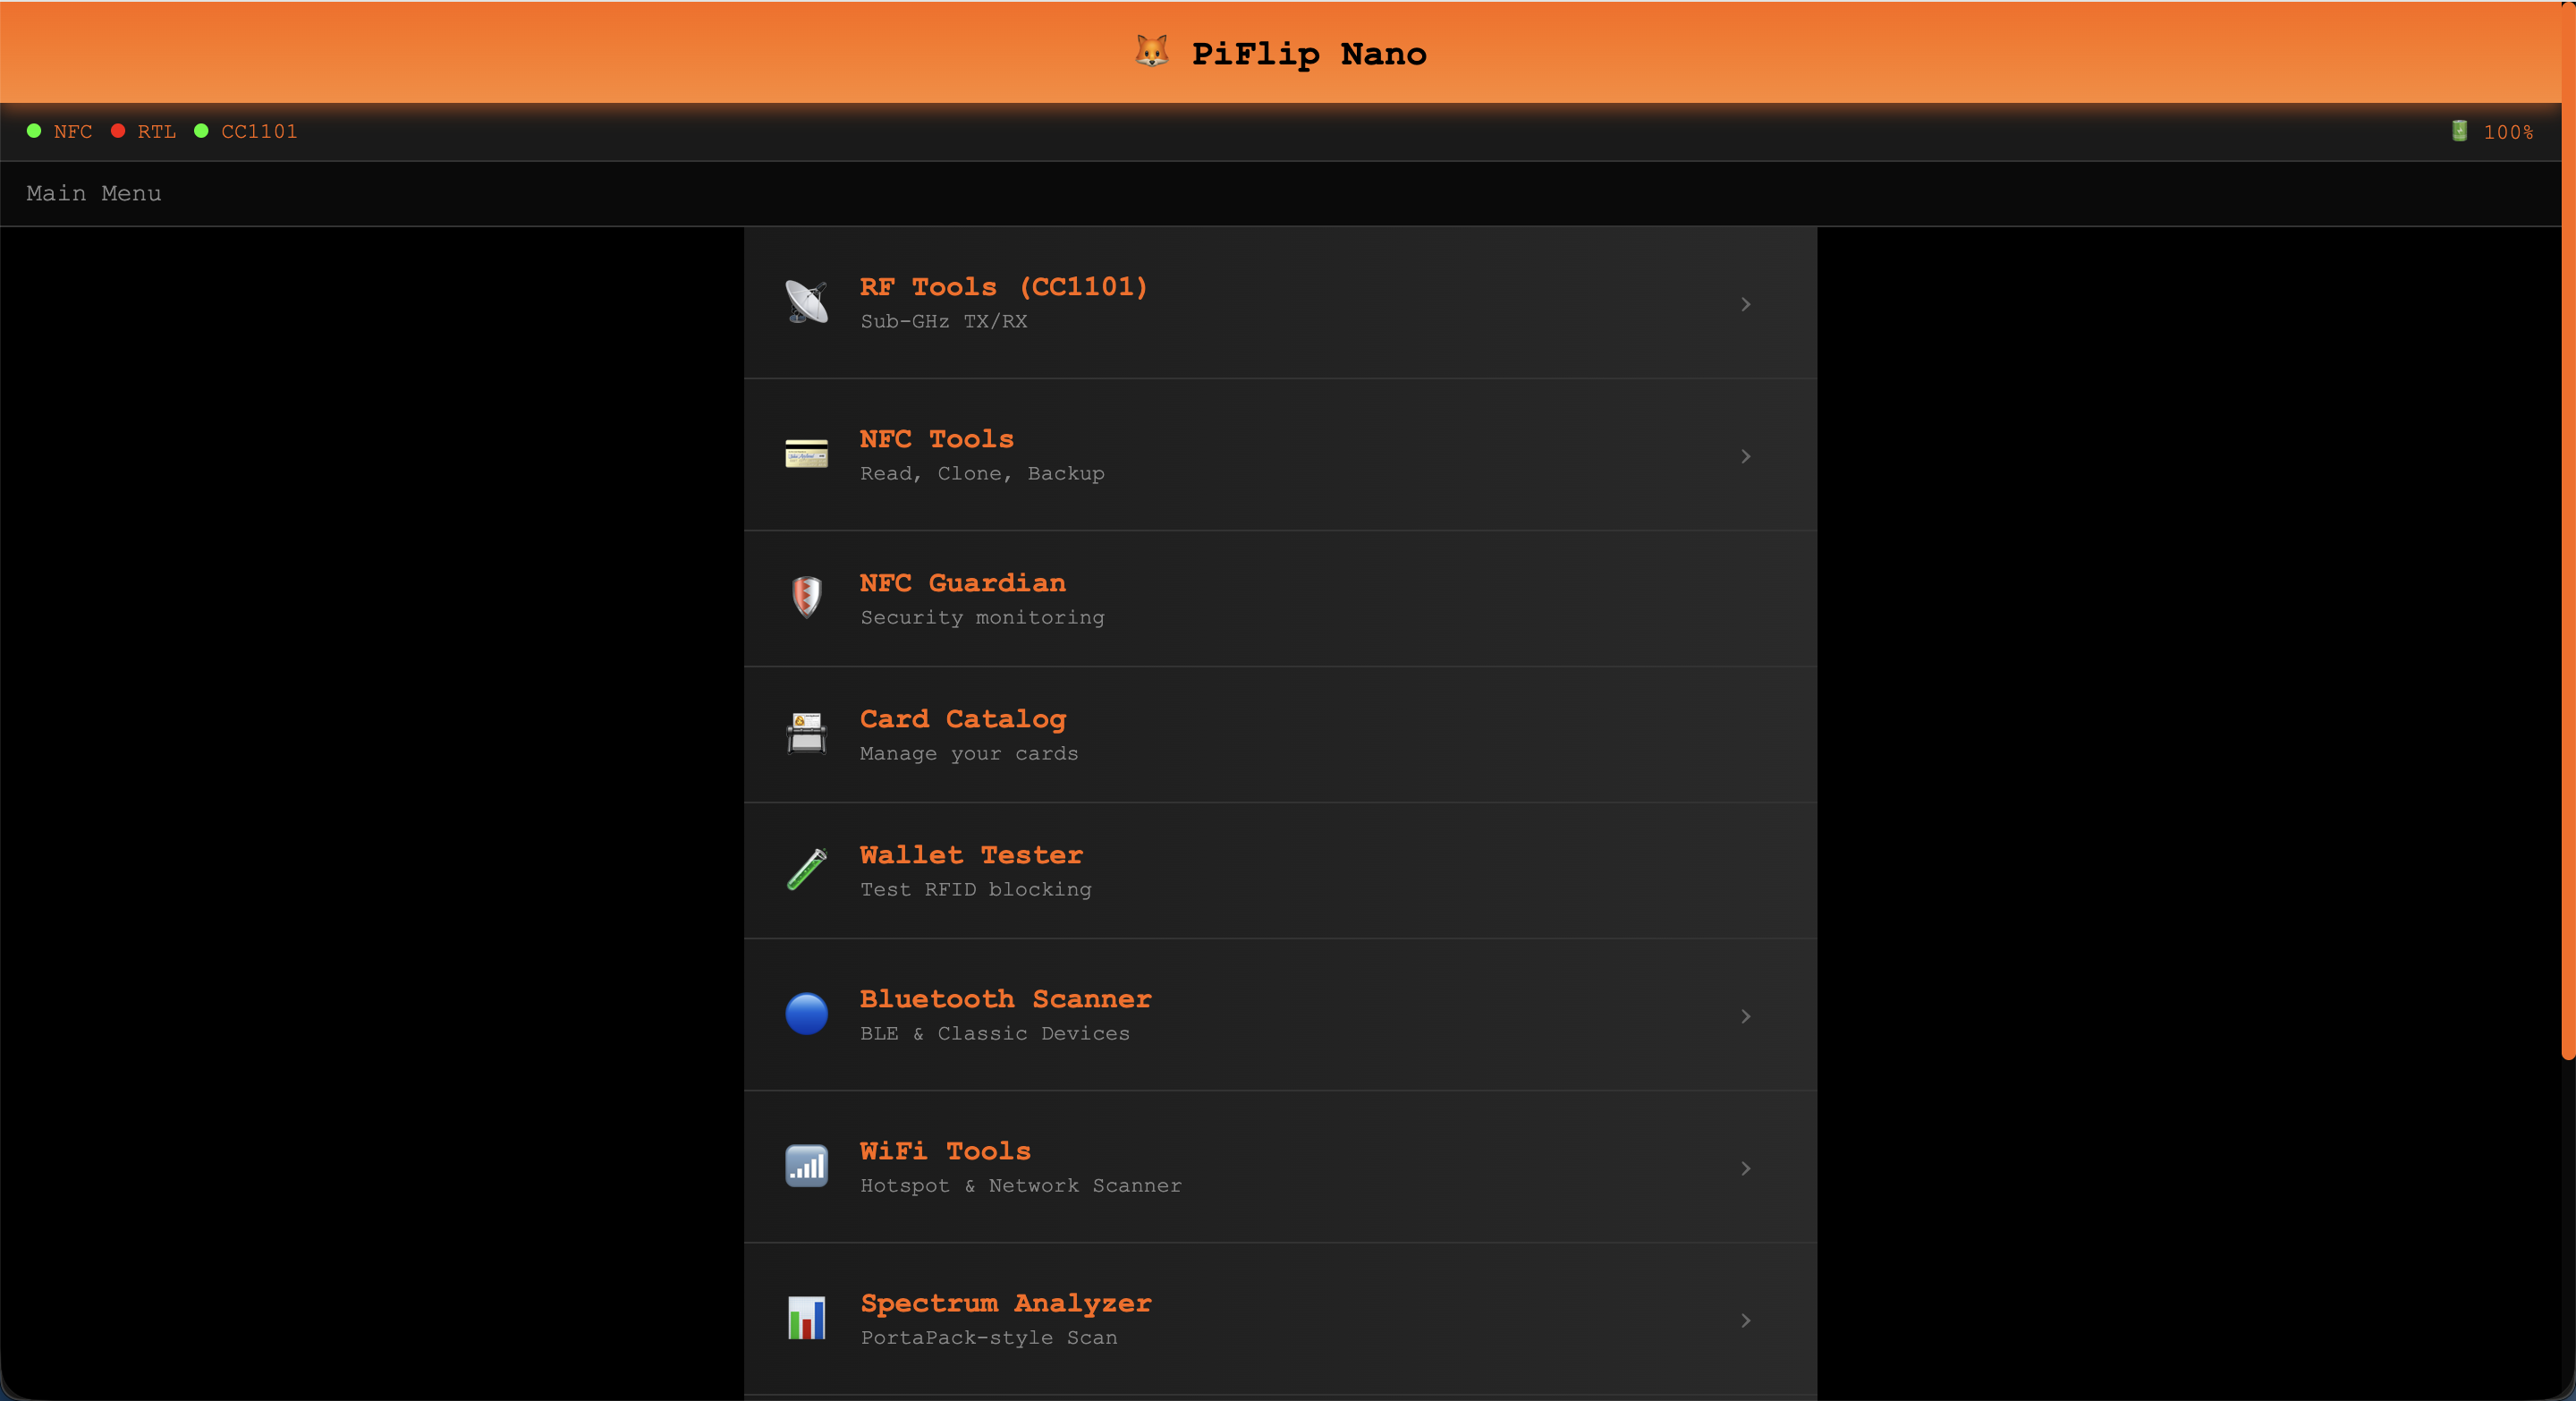 PiFlip Nano
NFC RTL CC1101 100%
Main Menu
RF Tools (CC1101)
Sub-GHz TX/RX
NFC Tools
Read, Clone, Backup
NFC Guardian
Security monitoring
Card Catalog
Manage your cards
Wallet Tester
Test RFID blocking
Bluetooth Scanner
BLE & Classic Devices
WiFi Tools
Hotspot & Network Scanner
Spectrum Analyzer
PortaPack-style Scan